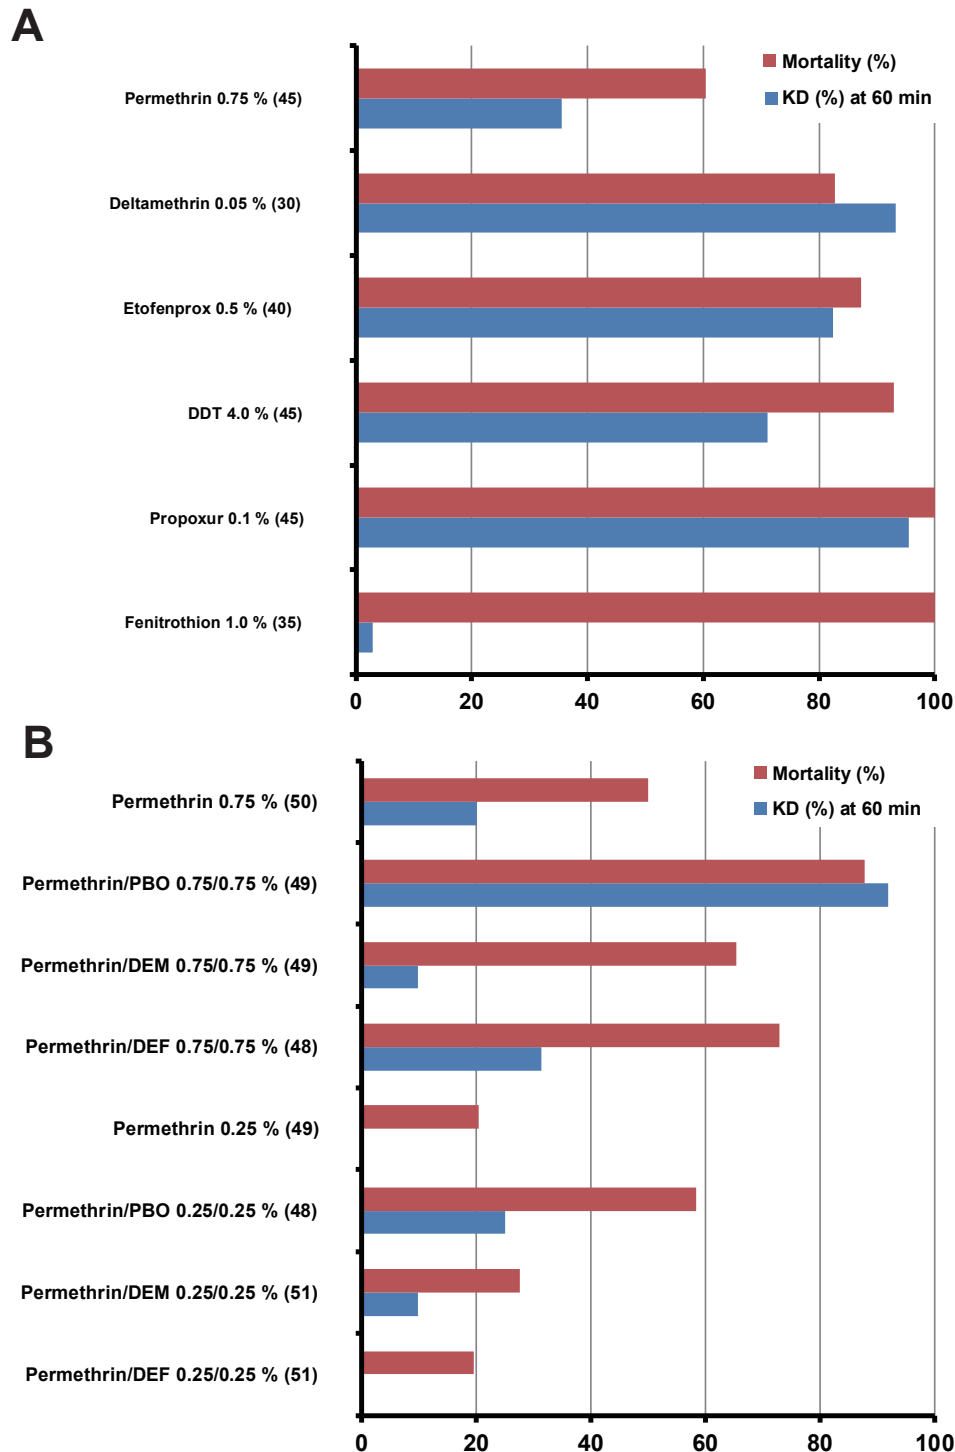 A
Mortality (%)
KD (%) at 60 min
Permethrin 0.75 % (45)
Deltamethrin 0.05 % (30)
Etofenprox 0.5 % (40)
DDT 4.0 % (45)
Propoxur 0.1 % (45)
Fenitrothion 1.0 % (35)
0 20 40 60 80 100
B
Mortality (%)
KD (%) at 60 min
Permethrin 0.75 % (50)
Permethrin/PBO 0.75/0.75 % (49)
Permethrin/DEM 0.75/0.75 % (49)
Permethrin/DEF 0.75/0.75 % (48)
Permethrin 0.25 % (49)
Permethrin/PBO 0.25/0.25 % (48)
Permethrin/DEM 0.25/0.25 % (51)
Permethrin/DEF 0.25/0.25 % (51)
0 20 40 60 80 100